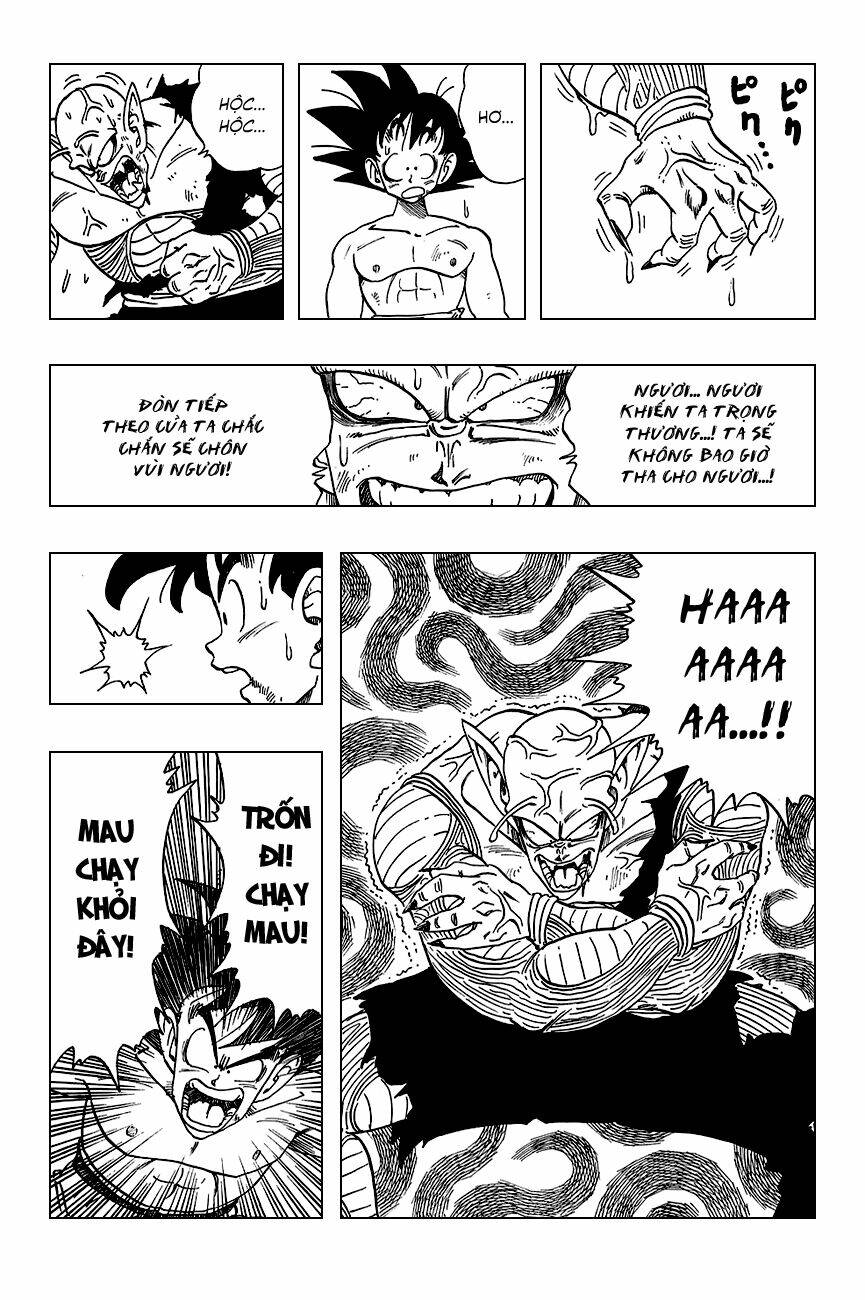 ピク
ピク...
HƠ...
HỘC...
HỘC...
NGƯƠI... NGƯƠI
KHIẾN TA TRỌNG
THƯƠNG...! TA SẼ
KHÔNG BAO GIỜ
THA CHO NGƯƠI...!
ĐÒN TIẾP
THEO CỦA TA CHẮC
CHẮN SẼ CHÔN
VÙI NGƯƠI!
HAAA
AAAAA
AA....!!
TRỐN
ĐI!
CHẠY
MAU!
MAU
CHẠY
KHỎI
ĐÂY!